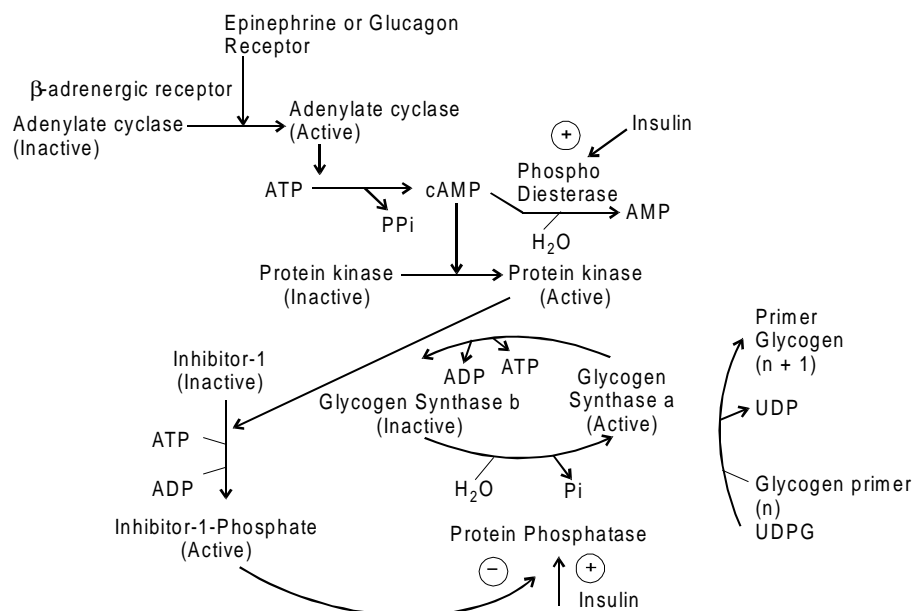 Epinephrine or Glucagon
Receptor
β-adrenergic receptor
Adenylate cyclase
(Inactive)
Adenylate cyclase
(Active)
+
Insulin
Phospho
Diesterase
ATP
cAMP
AMP
PPi
H₂O
Protein kinase
(Inactive)
Protein kinase
(Active)
Primer
Glycogen
(n + 1)
Inhibitor-1
(Inactive)
ADP
ATP
Glycogen Synthase b
(Inactive)
Glycogen
Synthase a
(Active)
UDP
ATP
ADP
H₂O
Pi
Glycogen primer
(n)
UDPG
Inhibitor-1-Phosphate
(Active)
Protein Phosphatase
−
+
Insulin